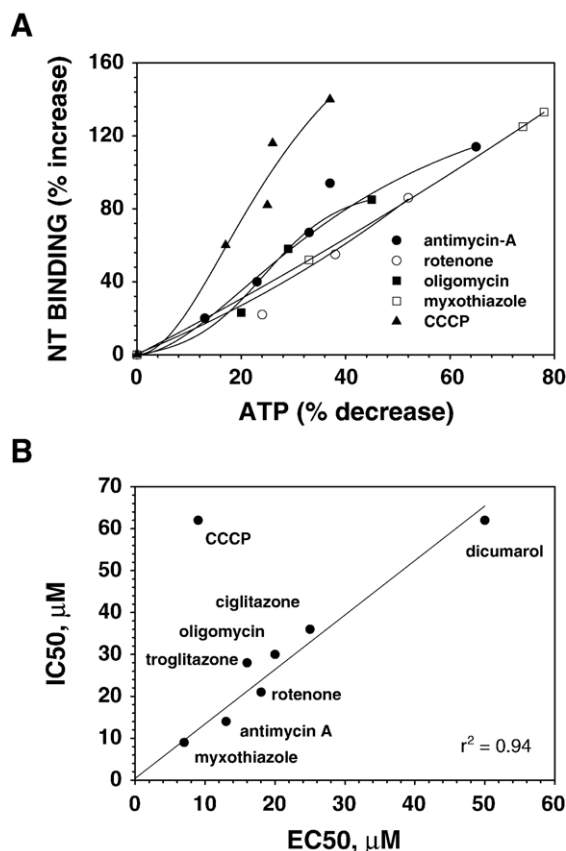 A
NT BINDING (% increase)
160
120
80
40
0
0 20 40 60 80
ATP (% decrease)
antimycin-A
rotenone
oligomycin
myxothiazole
CCCP
B
IC50, μM
70
60
50
40
30
20
10
0
0 10 20 30 40 50 60
EC50, μM
CCCP
dicumarol
ciglitazone
oligomycin
troglitazone
rotenone
antimycin A
myxothiazole
r² = 0.94